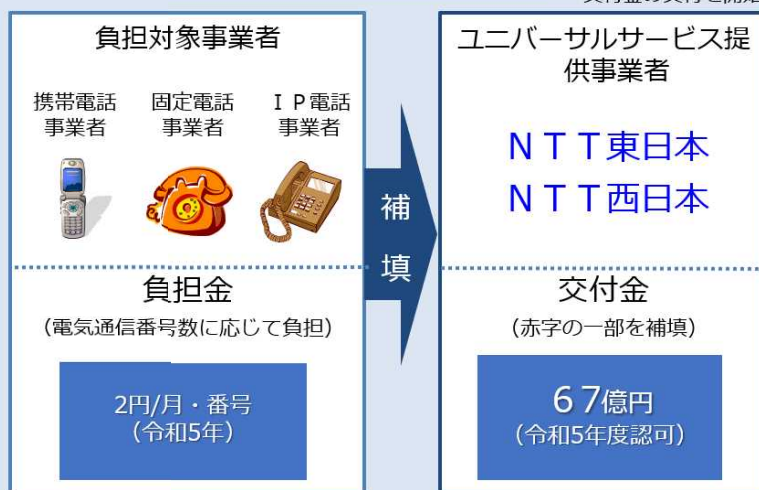 負担対象事業者
携帯電話
事業者
固定電話
事業者
ＩＰ電話
事業者
負担金
(電気通信番号数に応じて負担)
2円/月・番号
(令和5年)
補
填
ユニバーサルサービス提
供事業者
ＮＴＴ東日本
ＮＴＴ西日本
交付金
(赤字の一部を補填)
６７億円
(令和5年度認可)